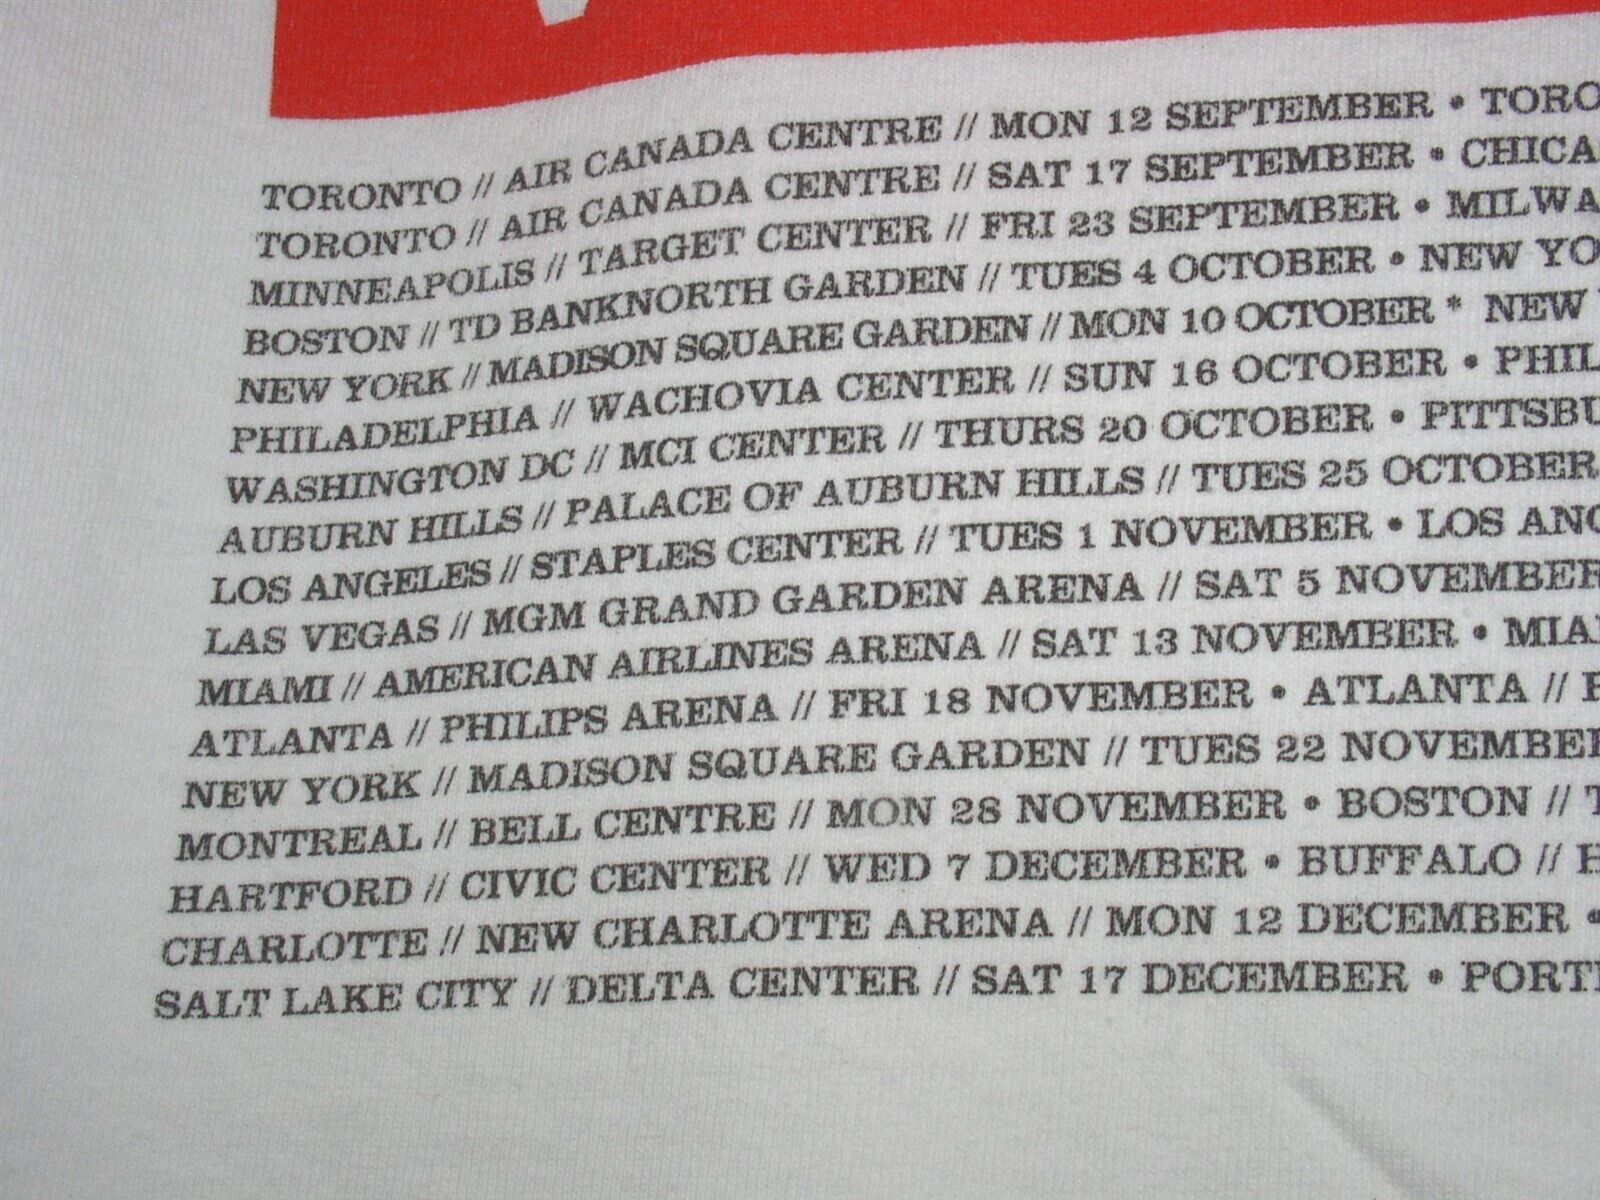 TORONTO // AIR CANADA CENTRE // MON 12 SEPTEMBER • TORO
TORONTO // AIR CANADA CENTRE // SAT 17 SEPTEMBER • CHICA
MINNEAPOLIS // TARGET CENTER // FRI 23 SEPTEMBER • MILWA
BOSTON // TD BANKNORTH GARDEN // TUES 4 OCTOBER • NEW YO
NEW YORK // MADISON SQUARE GARDEN // MON 10 OCTOBER * NEW
PHILADELPHIA // WACHOVIA CENTER // SUN 16 OCTOBER • PHIL
WASHINGTON DC // MCI CENTER // THURS 20 OCTOBER • PITTSBU
AUBURN HILLS // PALACE OF AUBURN HILLS // TUES 25 OCTOBER
LOS ANGELES // STAPLES CENTER // TUES 1 NOVEMBER • LOS ANG
LAS VEGAS // MGM GRAND GARDEN ARENA // SAT 5 NOVEMBER
MIAMI // AMERICAN AIRLINES ARENA // SAT 13 NOVEMBER • MIA
ATLANTA // PHILIPS ARENA // FRI 18 NOVEMBER • ATLANTA //
NEW YORK // MADISON SQUARE GARDEN // TUES 22 NOVEMBER
MONTREAL // BELL CENTRE // MON 28 NOVEMBER • BOSTON // T
HARTFORD // CIVIC CENTER // WED 7 DECEMBER • BUFFALO // H
CHARLOTTE // NEW CHARLOTTE ARENA // MON 12 DECEMBER •
SALT LAKE CITY // DELTA CENTER // SAT 17 DECEMBER • PORT